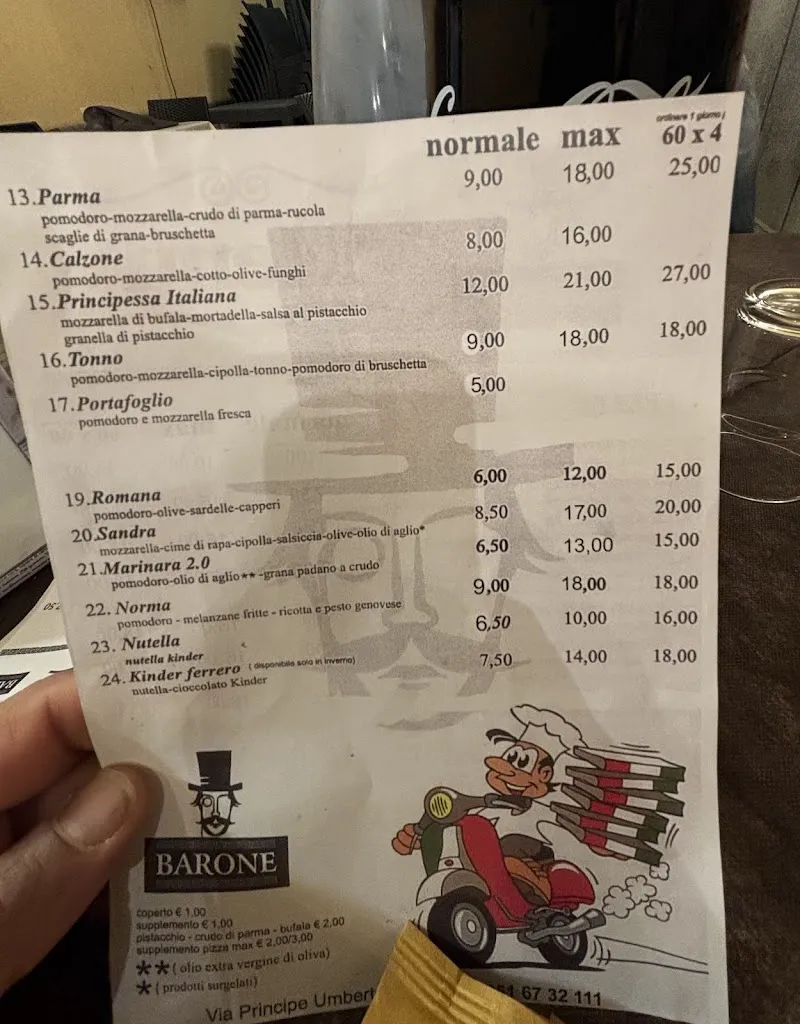 ordinare 1 giorno
normale max 60 x 4
13.Parma 9,00 18,00 25,00
pomodoro-mozzarella-crudo di parma-rucola
scaglie di grana-bruschetta
14.Calzone 8,00 16,00
pomodoro-mozzarella-cotto-olive-funghi
15.Principessa Italiana 12,00 21,00 27,00
mozzarella di bufala-mortadella-salsa al pistacchio
granella di pistacchio
16.Tonno 9,00 18,00 18,00
pomodoro-mozzarella-cipolla-tonno-pomodoro di bruschetta
17.Portafoglio 5,00
pomodoro e mozzarella fresca
19.Romana 6,00 12,00 15,00
pomodoro-olive-sardelle-capperi
20.Sandra 8,50 17,00 20,00
mozzarella-cime di rapa-cipolla-salsiccia-olive-olio di aglio*
21.Marinara 2.0 6,50 13,00 15,00
pomodoro-olio di aglio**-grana padano a crudo
22. Norma 9,00 18,00 18,00
pomodoro - melanzane fritte - ricotta e pesto genovese
23. Nutella 6,50 10,00 16,00
nutella kinder
24. Kinder ferrero ( disponibile solo in inverno) 7,50 14,00 18,00
nutella-cioccolato Kinder
BARONE
coperto € 1,00
supplemento € 1,00
pistacchio - crudo di parma - bufala € 2,00
supplemento pizza max € 2,00/3,00
**( olio extra vergine di oliva)
* ( prodotti surgelati)
Via Principe Umbert 51 67 32 111